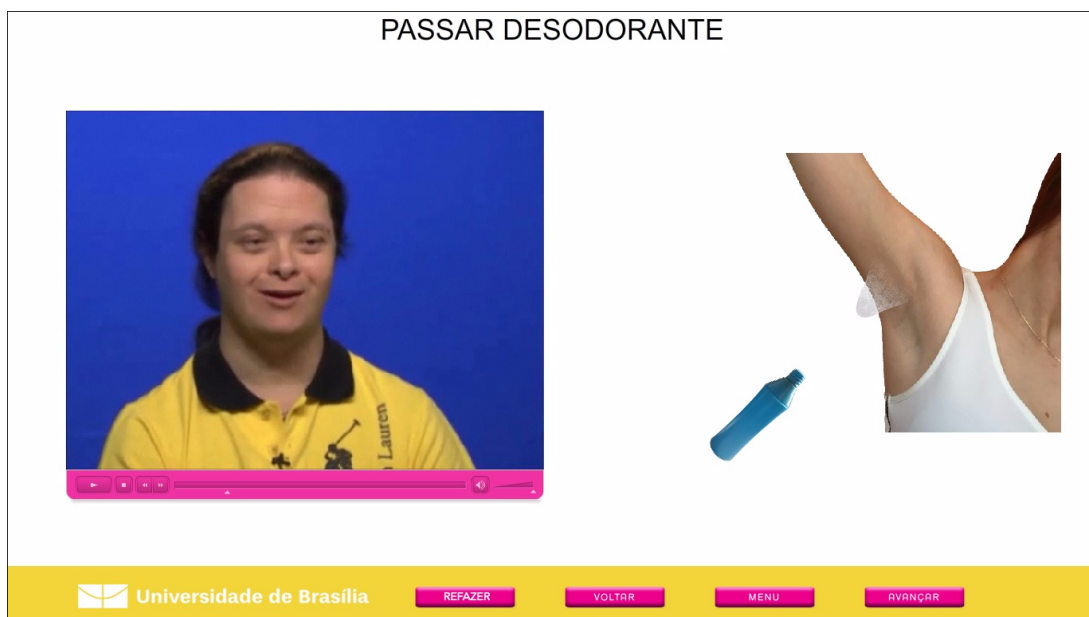 PASSAR DESODORANTE
Lauren
Universidade de Brasília
REFAZER
VOLTAR
MENU
AVANÇAR